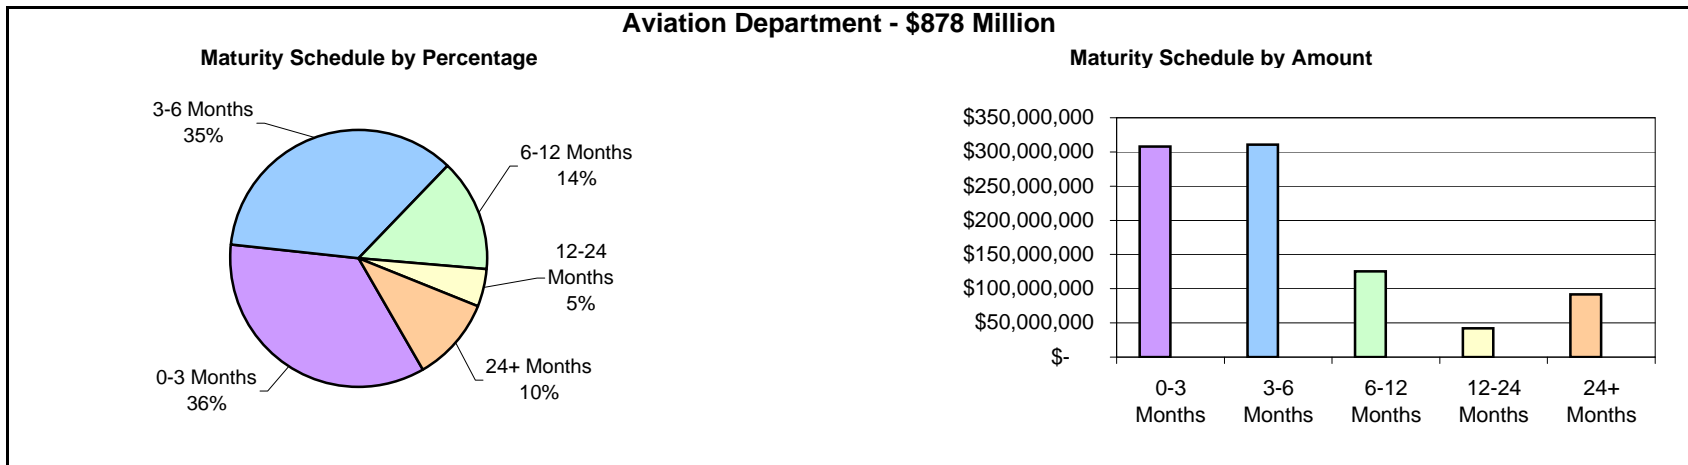 Aviation Department - $878 Million
Maturity Schedule by Percentage
3-6 Months
35%
6-12 Months
14%
12-24
Months
5%
24+ Months
10%
0-3 Months
36%
Maturity Schedule by Amount
$350,000,000
$300,000,000
$250,000,000
$200,000,000
$150,000,000
$100,000,000
$50,000,000
$-
0-3 3-6 6-12 12-24 24+
Months Months Months Months Months